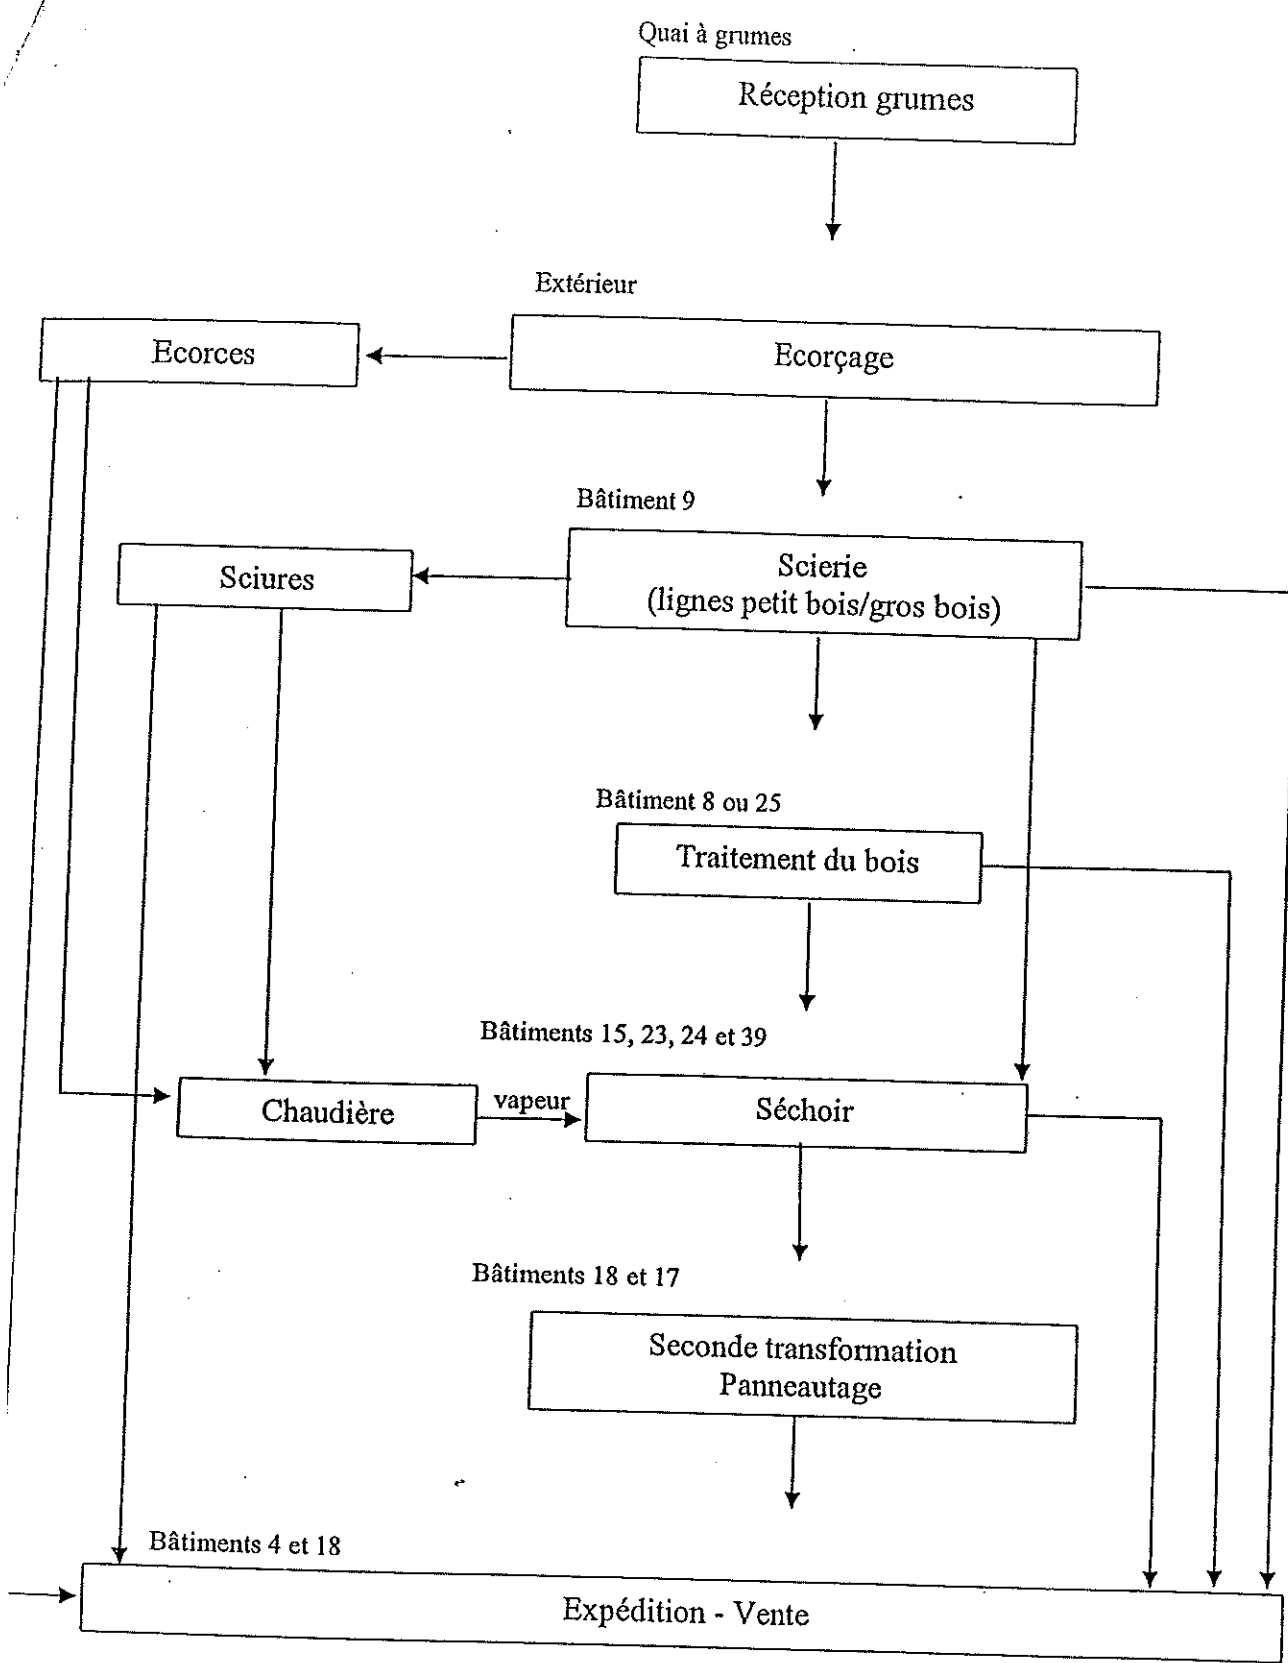 Quai à grumes
Réception grumes
Extérieur
Ecorces
Ecorçage
Bâtiment 9
Sciures
Scierie
(lignes petit bois/gros bois)
Bâtiment 8 ou 25
Traitement du bois
Bâtiments 15, 23, 24 et 39
Chaudière
vapeur
Séchoir
Bâtiments 18 et 17
Seconde transformation
Panneautage
Bâtiments 4 et 18
Expédition - Vente